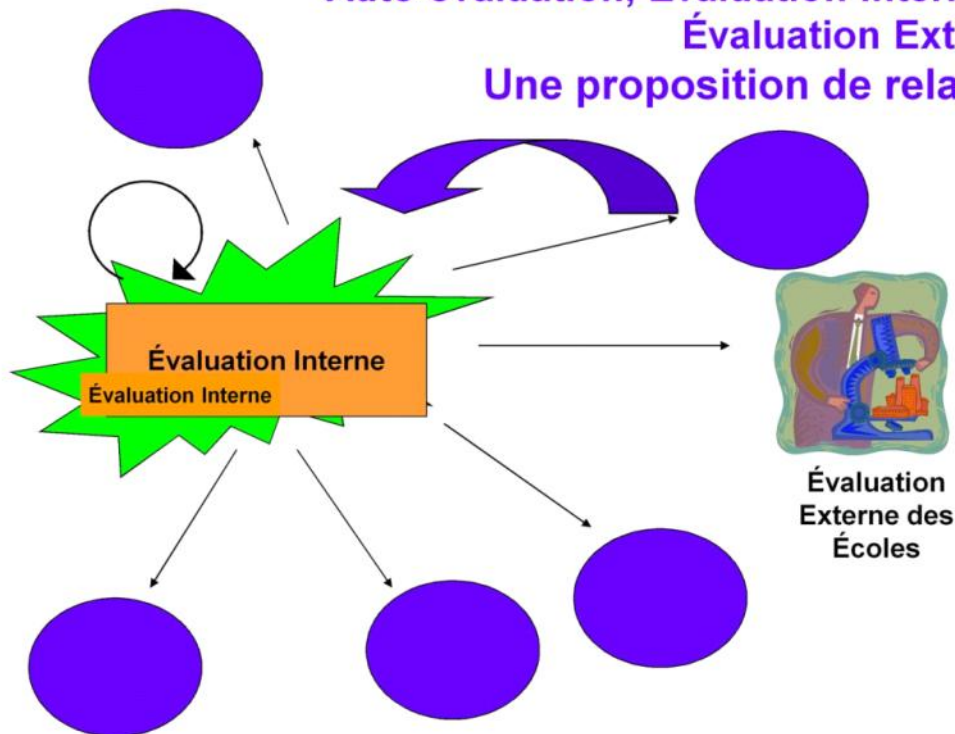 Évaluation Interne
Évaluation Ext
Une proposition de rela
Évaluation Interne
Évaluation
Externe des
Écoles